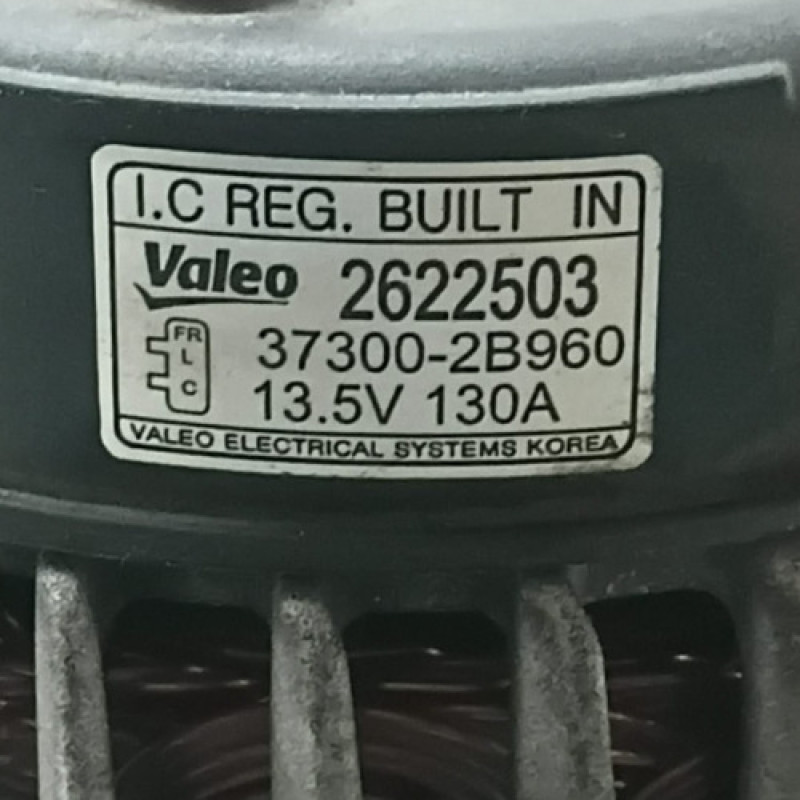 I.C REG. BUILT IN
Valeo 2622503
FR
L
C
37300-2B960
13.5V 130A
VALEO ELECTRICAL SYSTEMS KOREA